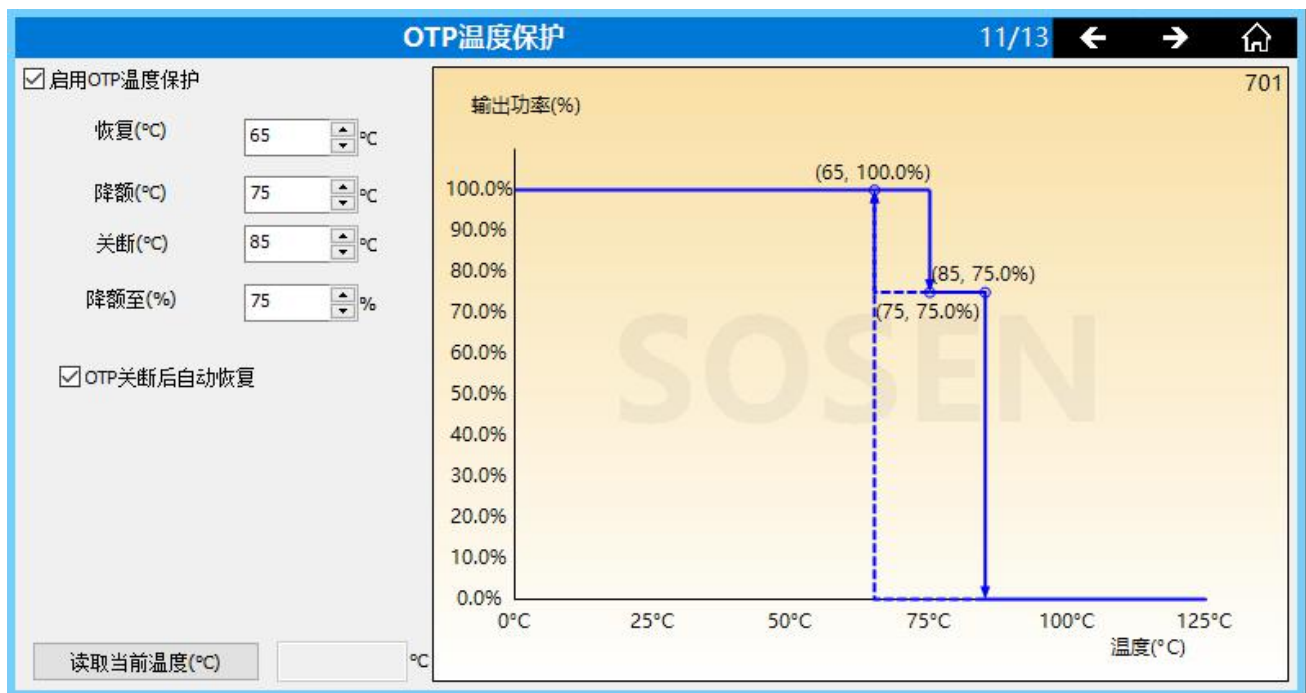 OTP温度保护 11/13
启用OTP温度保护
恢复(°C) 65 °C
降额(°C) 75 °C
关断(°C) 85 °C
降额至(%) 75 %
OTP关断后自动恢复
读取当前温度(°C) °C
701
输出功率(%)
(65, 100.0%)
100.0%
90.0%
80.0%
(85, 75.0%)
70.0%
(75, 75.0%)
60.0%
50.0%
40.0%
30.0%
20.0%
10.0%
0.0%
0°C 25°C 50°C 75°C 100°C 125°C
温度(°C)
SOSEN